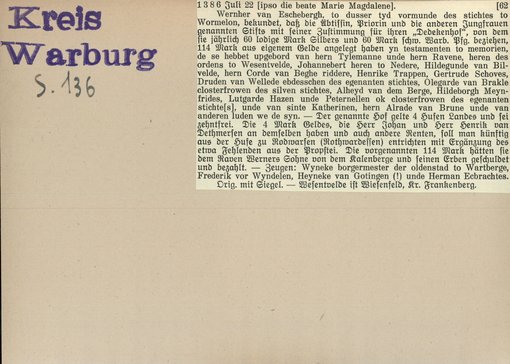 Kreis
Warburg
S. 136
1386 Juli 22 [ipso die beate Marie Magdalene]. [62
Wernher van Eschebergh, to dusser tyd vormunde des stichtes to
Wormelon, bekundet, daß die Äbtissin, Priorin und die anderen Jungfrauen
genannten Stifts mit seiner Zustimmung für ihren „Dedekenhof", von dem
sie jährlich 60 lodige Mark Silbers und 60 Mark schw. Warb. Pfg. beziehen,
114 Mark aus eigenem Gelde angelegt haben yn testamenten to memorien,
de se hebbet upgebord van hern Tylemanne unde hern Ravene, heren des
ordens to Wesentvelde, Johannebert heren to Nedere, Hildegunde van Bil-
velde, hern Corde van Beghe riddere, Henrike Trappen, Gertrude Schoves,
Druden van Wellede ebdesschen des egenanten stichtes, Olegarde van Brakle
closterfrowen des silven stichtes, Alheyd van dem Berge, Hildeborgh Meyn-
frides, Lutgarde Hazen unde Peternellen ok closterfrowen des egenanten
stichte[s], unde van sinte Katherinen, hern Alrade van Brune unde van
anderen luden we de syn. — Der genannte Hof gelte 4 Hufen Landes und sei
zehntfrei. Die 4 Mark Geldes, die Herr Johan und Herr Henrik van
Dethmersen an demselben haben und auch andere Renten, soll man künftig
aus der Hufe zu Rodwarsen (Rothwardessen) entrichten mit Ergänzung des
etwa Fehlenden aus der Propstei. Die vorgenannten 114 Mark hätten sie
dem Raven Werners Sohne von dem Kalenberge und seinen Erben geschuldet
und bezahlt. — Zeugen: Wyneke borgermester der oldenstad to Wartberge,
Frederik vor Wyndelen, Heyneke van Gotingen (!) unde Herman Ecbrachtes.
Orig. mit Siegel. — Wesentvelde ist Wiesenfeld, Kr. Frankenberg.